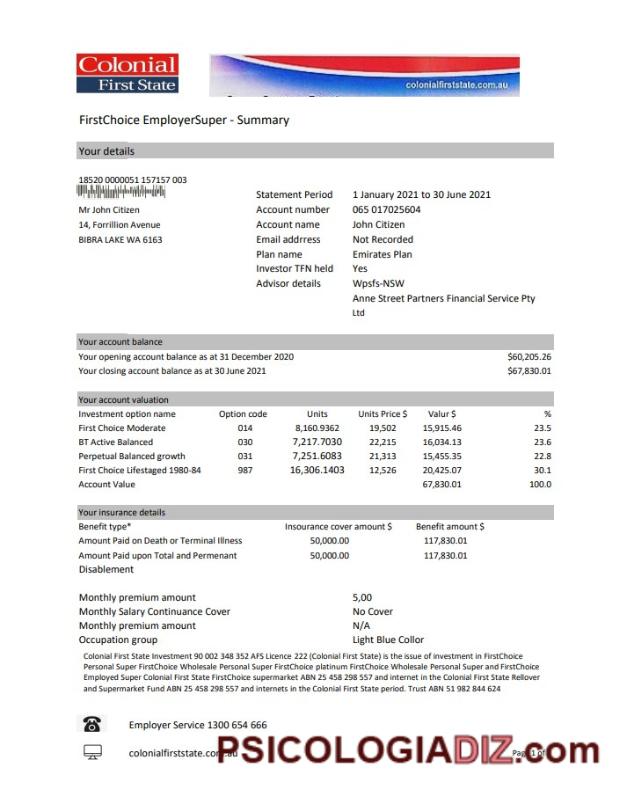 Colonial
First State
colonialfirststate.com.au
FirstChoice EmployerSuper - Summary
Your details
18520 0000051 157157 003
Mr John Citizen
14, Forrillion Avenue
BIBRA LAKE WA 6163
Statement Period 1 January 2021 to 30 June 2021
Account number 065 017025604
Account name John Citizen
Email addrress Not Recorded
Plan name Emirates Plan
Investor TFN held Yes
Advisor details Wpsfs-NSW
Anne Street Partners Financial Service Pty
Ltd
Your account balance
Your opening account balance as at 31 December 2020 $60,205.26
Your closing account balance as at 30 June 2021 $67,830.01
Your account valuation
Investment option name Option code Units Units Price $ Valur $ %
First Choice Moderate 014 8,160.9362 19,502 15,915.46 23.5
BT Active Balanced 030 7,217.7030 22,215 16,034.13 23.6
Perpetual Balanced growth 031 7,251.6083 21,313 15,455.35 22.8
First Choice Lifestaged 1980-84 987 16,306.1403 12,526 20,425.07 30.1
Account Value 67,830.01 100.0
Your insurance details
Benefit type* Insourance cover amount $ Benefit amount $
Amount Paid on Death or Terminal Illness 50,000.00 117,830.01
Amount Paid upon Total and Permenant 50,000.00 117,830.01
Disablement
Monthly premium amount 5,00
Monthly Salary Continuance Cover No Cover
Monthly premium amount N/A
Occupation group Light Blue Collor
Colonial First State Investment 90 002 348 352 AFS Licence 222 (Colonial First State) is the issue of investment in FirstChoice
Personal Super FirstChoice Wholesale Personal Super FirstChoice platinum FirstChoice Wholesale Personal Super and FirstChoice
Employed Super Colonial First State FirstChoice supermarket ABN 25 458 298 557 and internet in the Colonial First State Rellover
and Supermarket Fund ABN 25 458 298 557 and internets in the Colonial First State period. Trust ABN 51 982 844 624
Employer Service 1300 654 666
colonialfirststate.com.au
PSICOLOGIADIZ.com